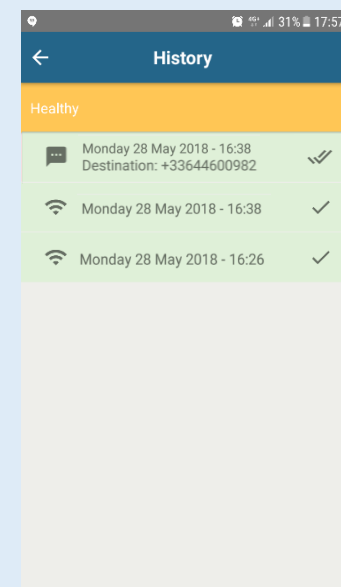 31% 17:57
History
Healthy
Monday 28 May 2018 - 16:38
Destination: +33644600982
Monday 28 May 2018 - 16:38
Monday 28 May 2018 - 16:26